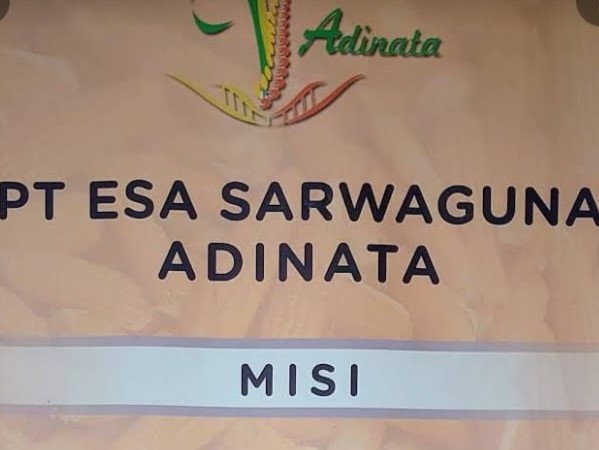 Adinata
PT ESA SARWAGUNA
ADINATA
MISI